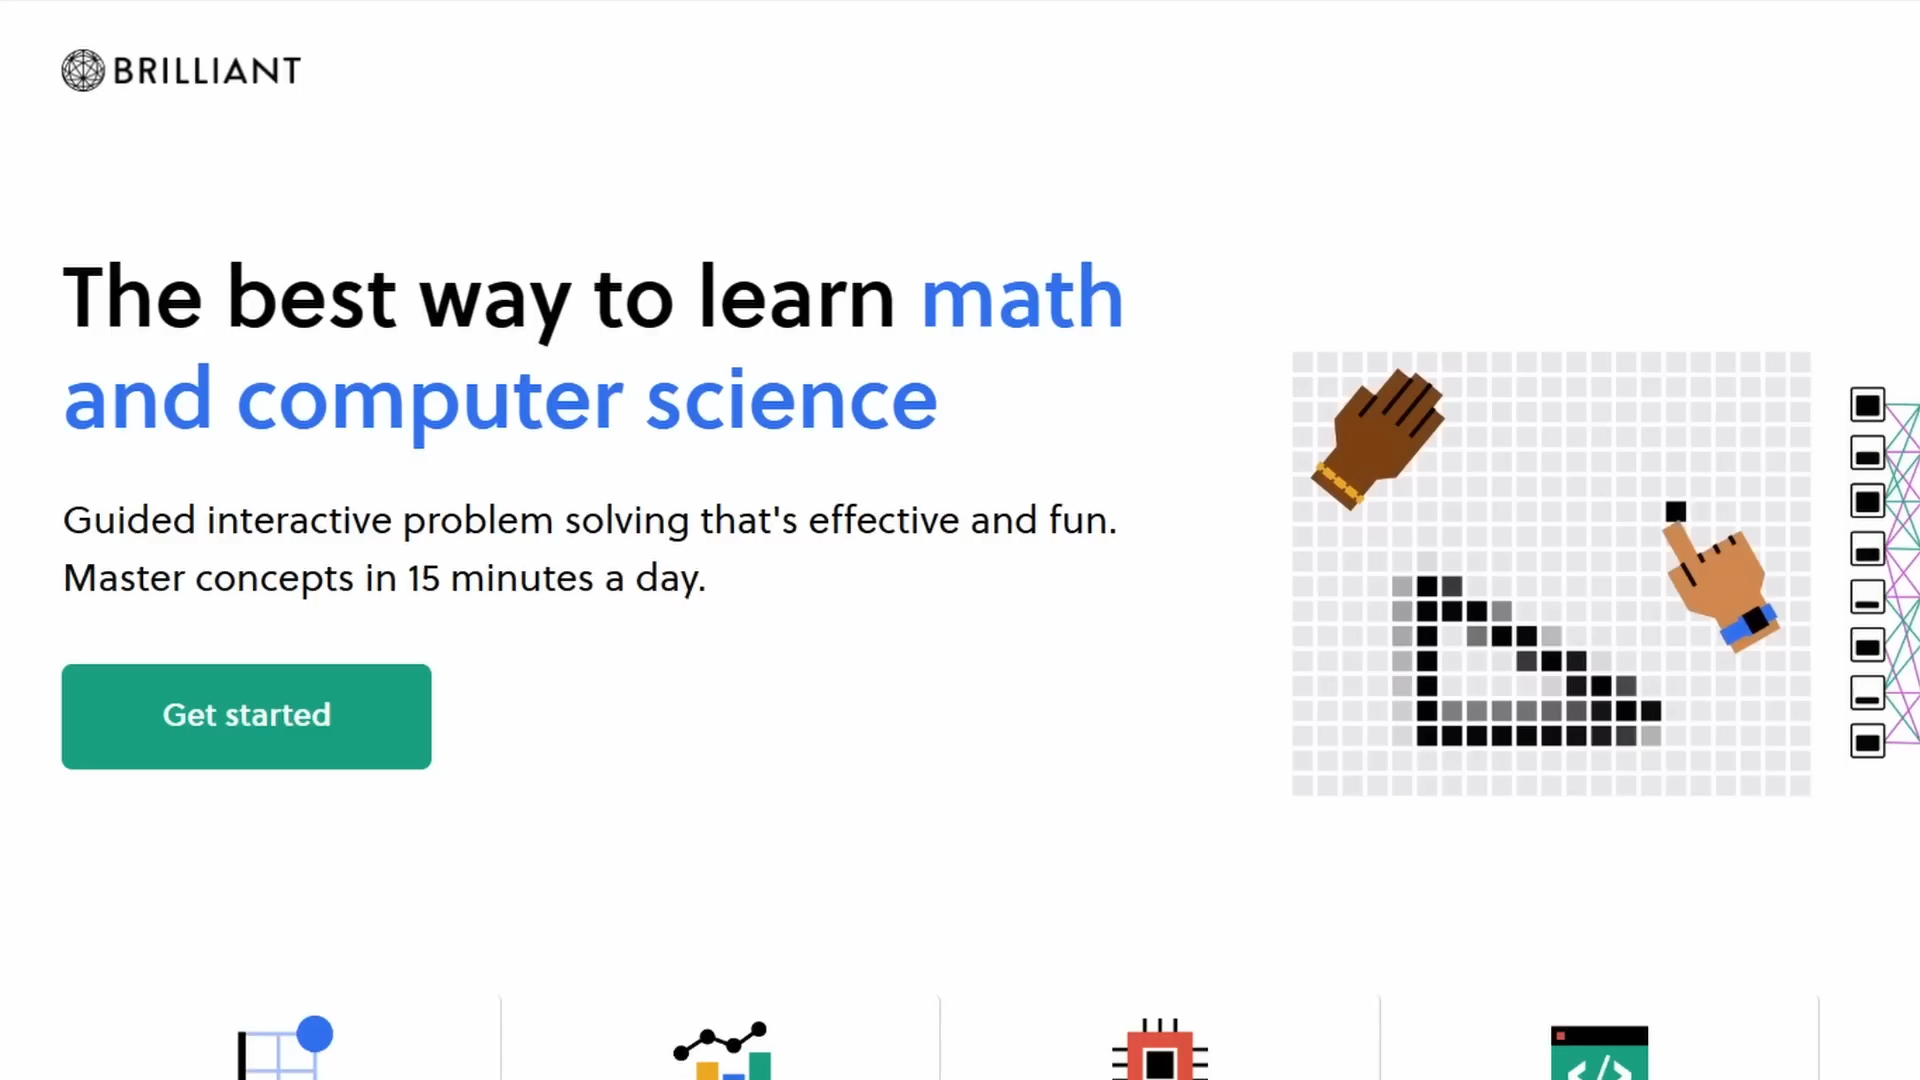 BRILLIANT
The best way to learn math
and computer science
Guided interactive problem solving that's effective and fun.
Master concepts in 15 minutes a day.
Get started
</>